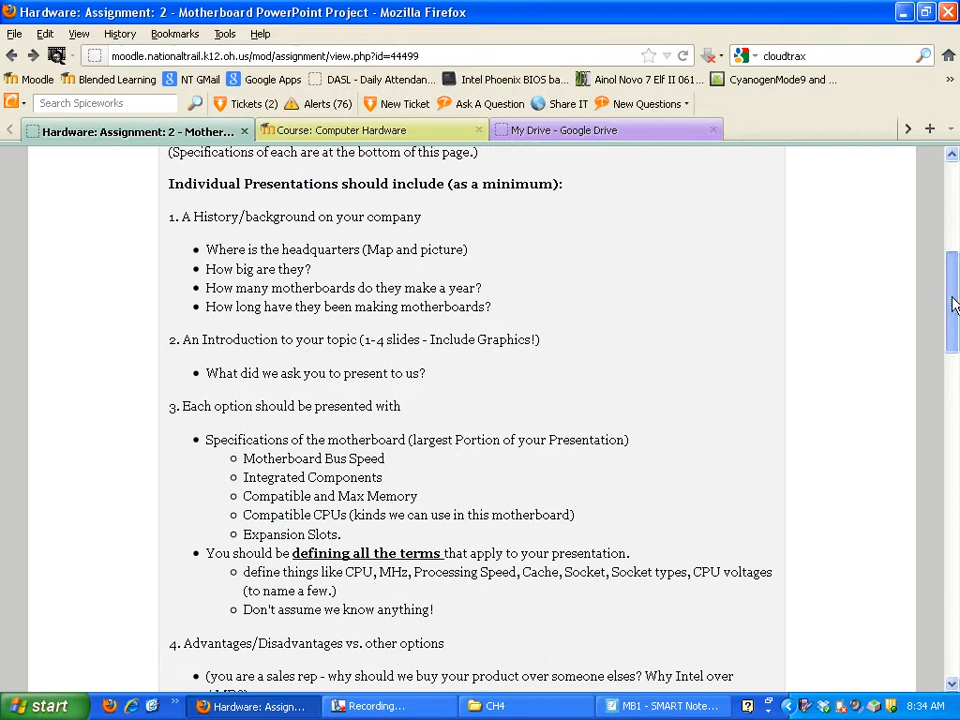 Hardware: Assignment: 2 - Motherboard PowerPoint Project - Mozilla Firefox
File Edit View History Bookmarks Tools Help
moodle.nationaltrail.k12.oh.us/mod/assignment/view.php?id=44499
cloudtrax
Moodle Blended Learning NT GMail Google Apps DASL - Daily Attendan... Intel Phoenix BIOS ba... Ainol Novo 7 Elf II 061... CyanogenMode9 and ...
Search Spiceworks Tickets (2) Alerts (76) New Ticket Ask A Question Share IT New Questions
Hardware: Assignment: 2 - Mother... Course: Computer Hardware My Drive - Google Drive
(Specifications of each are at the bottom of this page.)
Individual Presentations should include (as a minimum):
1. A History/background on your company
• Where is the headquarters (Map and picture)
• How big are they?
• How many motherboards do they make a year?
• How long have they been making motherboards?
2. An Introduction to your topic (1-4 slides - Include Graphics!)
• What did we ask you to present to us?
3. Each option should be presented with
• Specifications of the motherboard (largest Portion of your Presentation)
○ Motherboard Bus Speed
○ Integrated Components
○ Compatible and Max Memory
○ Compatible CPUs (kinds we can use in this motherboard)
○ Expansion Slots.
• You should be defining all the terms that apply to your presentation.
○ define things like CPU, MHz, Processing Speed, Cache, Socket, Socket types, CPU voltages
(to name a few.)
○ Don't assume we know anything!
4. Advantages/Disadvantages vs. other options
• (you are a sales rep - why should we buy your product over someone elses? Why Intel over
start Hardware: Assign... Recording... CH4 MB1 - SMART Note... 8:34 AM